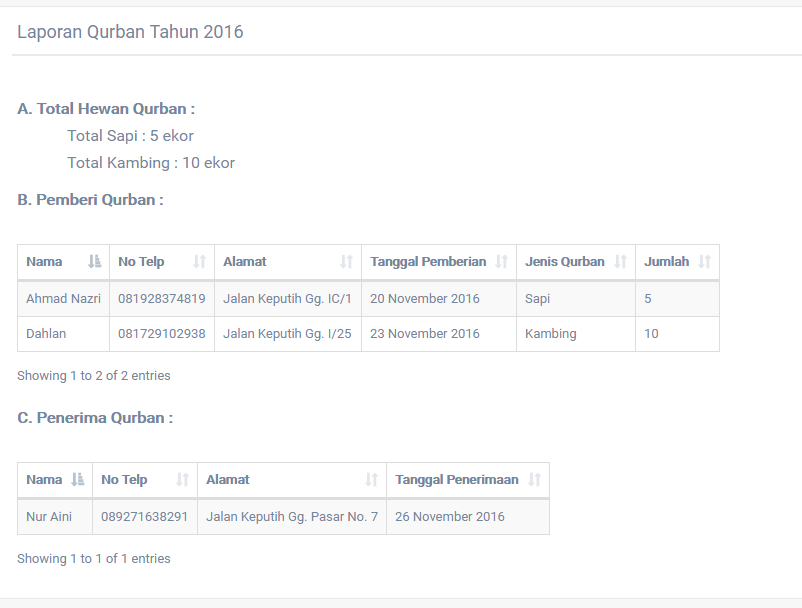 Laporan Qurban Tahun 2016
A. Total Hewan Qurban :
Total Sapi : 5 ekor
Total Kambing : 10 ekor
B. Pemberi Qurban :
Nama No Telp Alamat Tanggal Pemberian Jenis Qurban Jumlah
Ahmad Nazri 081928374819 Jalan Keputih Gg. IC/1 20 November 2016 Sapi 5
Dahlan 081729102938 Jalan Keputih Gg. I/25 23 November 2016 Kambing 10
Showing 1 to 2 of 2 entries
C. Penerima Qurban :
Nama No Telp Alamat Tanggal Penerimaan
Nur Aini 089271638291 Jalan Keputih Gg. Pasar No. 7 26 November 2016
Showing 1 to 1 of 1 entries